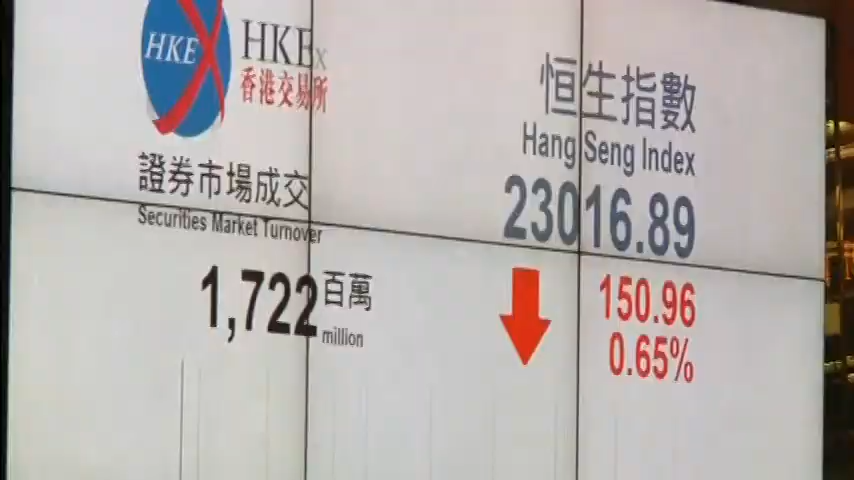 HKEX
HKEx
香港交易所
證券市場成交
Securities Market Turnover
1,722 百萬
million
恒生指數
Hang Seng Index
23016.89
150.96
0.65%